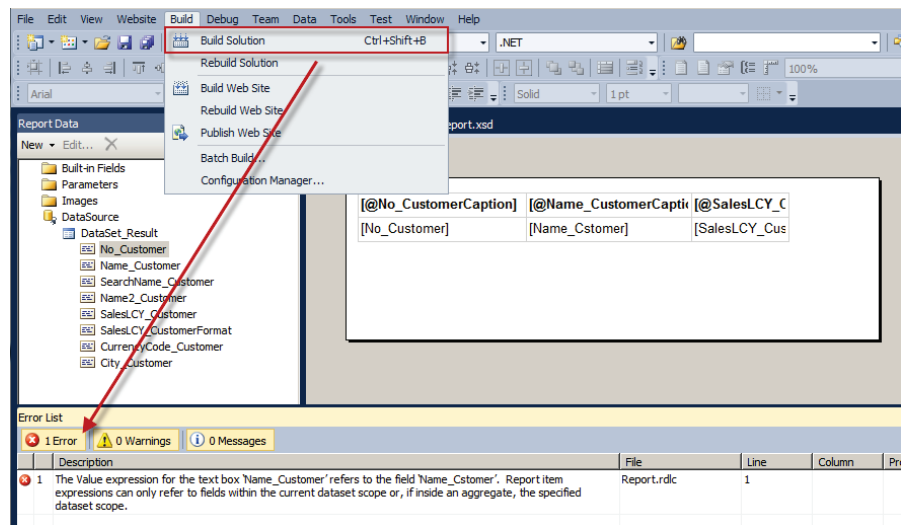 File Edit View Website Build Debug Team Data Tools Test Window Help
Build Solution Ctrl+Shift+B
.NET
Rebuild Solution
100%
Arial
Build Web Site
Solid
1 pt
Rebuild Web Site
Report Data
port.xsd
New Edit...
Publish Web Site
Batch Build...
Configuration Manager...
Built-in Fields
Parameters
Images
DataSource
DataSet_Result
No_Customer
Name_Customer
SearchName_Customer
Name2_Customer
SalesLCY_Customer
SalesLCY_CustomerFormat
CurrencyCode_Customer
City_Customer
[@No_CustomerCaption] [@Name_CustomerCaptio [@SalesLCY_C
[No_Customer] [Name_Cstomer] [SalesLCY_Cus
Error List
1 Error 0 Warnings 0 Messages
Description File Line Column Pr
1 The Value expression for the text box 'Name_Customer' refers to the field 'Name_Cstomer'. Report item Report.rdlc 1
expressions can only refer to fields within the current dataset scope or, if inside an aggregate, the specified
dataset scope.